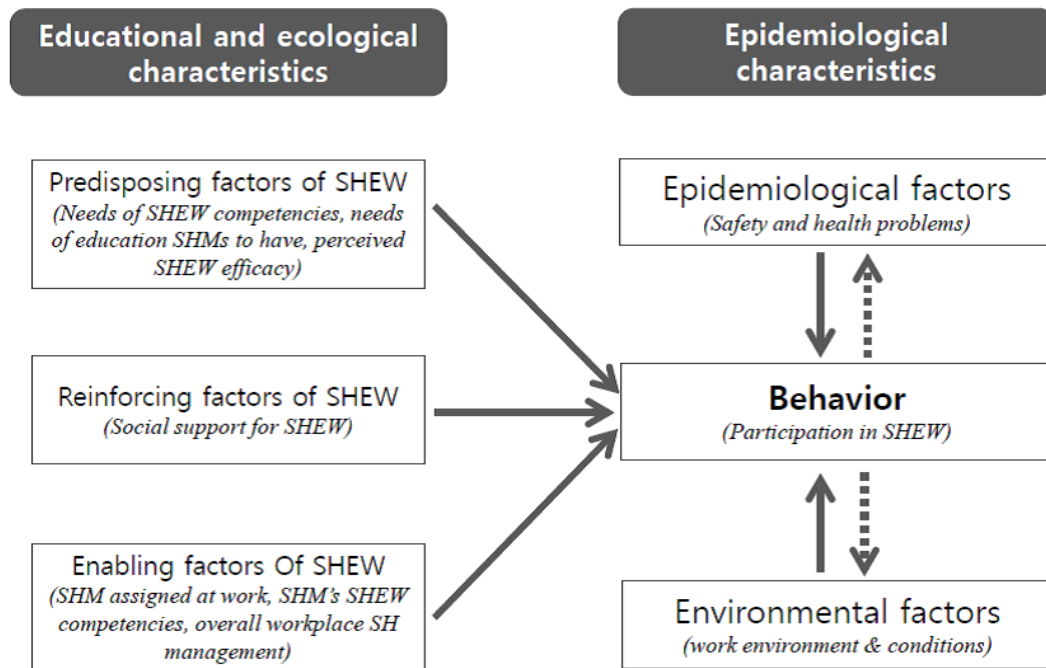 Educational and ecological
characteristics
Epidemiological
characteristics
Predisposing factors of SHEW
(Needs of SHEW competencies, needs
of education SHMs to have, perceived
SHEW efficacy)
Epidemiological factors
(Safety and health problems)
Reinforcing factors of SHEW
(Social support for SHEW)
Behavior
(Participation in SHEW)
Enabling factors Of SHEW
(SHM assigned at work, SHM's SHEW
competencies, overall workplace SH
management)
Environmental factors
(work environment & conditions)